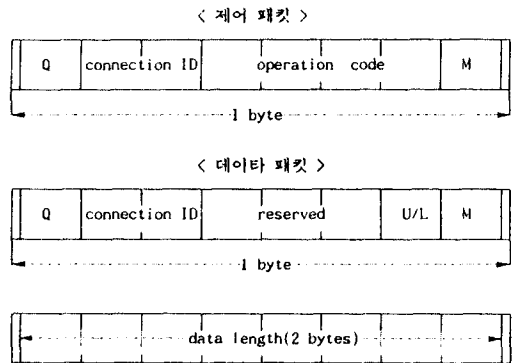 < 제어 패킷 >
Q connection ID operation code M
1 byte
< 데이타 패킷 >
Q connection ID reserved U/L M
1 byte
data length(2 bytes)